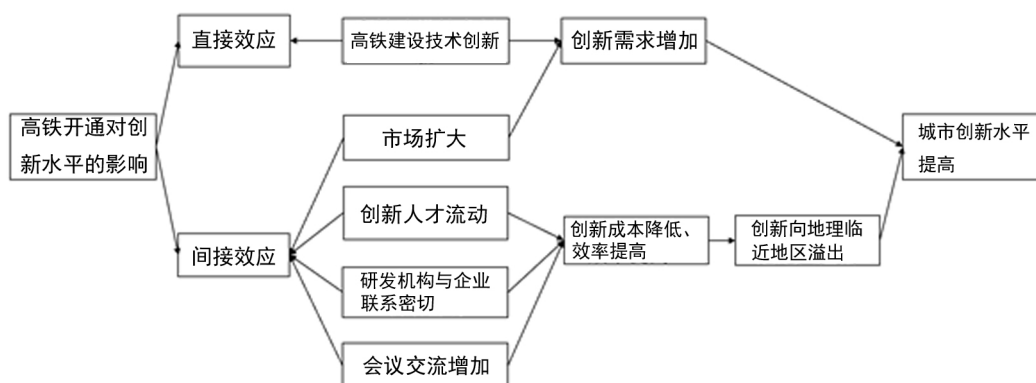 高铁开通对创
新水平的影响
直接效应
间接效应
高铁建设技术创新
市场扩大
创新人才流动
研发机构与企业
联系密切
会议交流增加
创新需求增加
创新成本降低、
效率提高
创新向地理临
近地区溢出
城市创新水平
提高